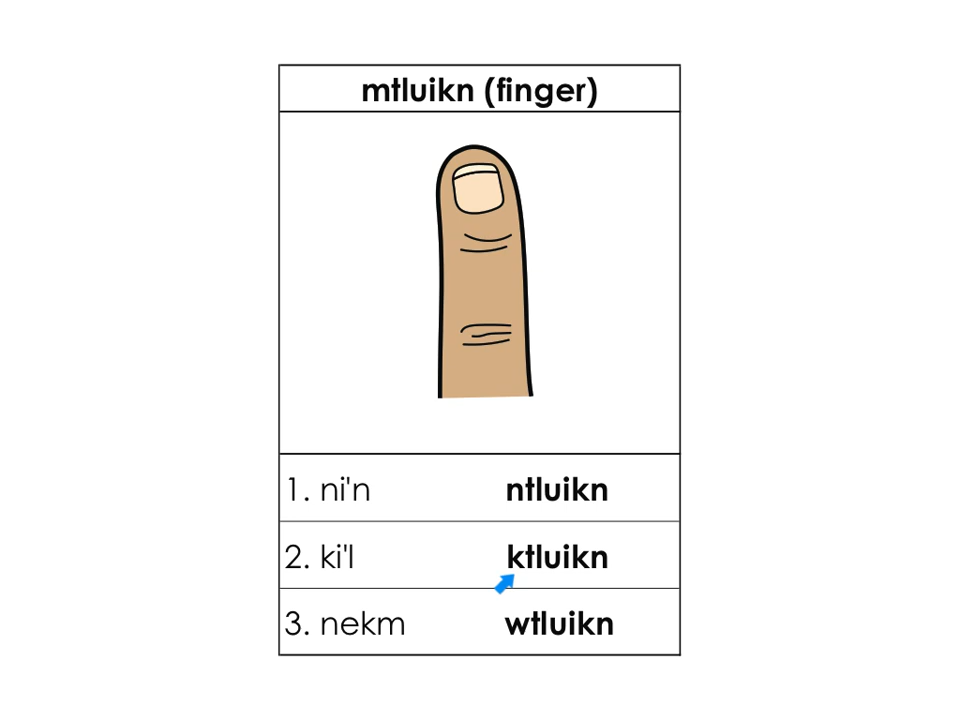 mtluikn (finger)
1. ni'n ntluikn
2. ki'l ktluikn
3. nekm wtluikn